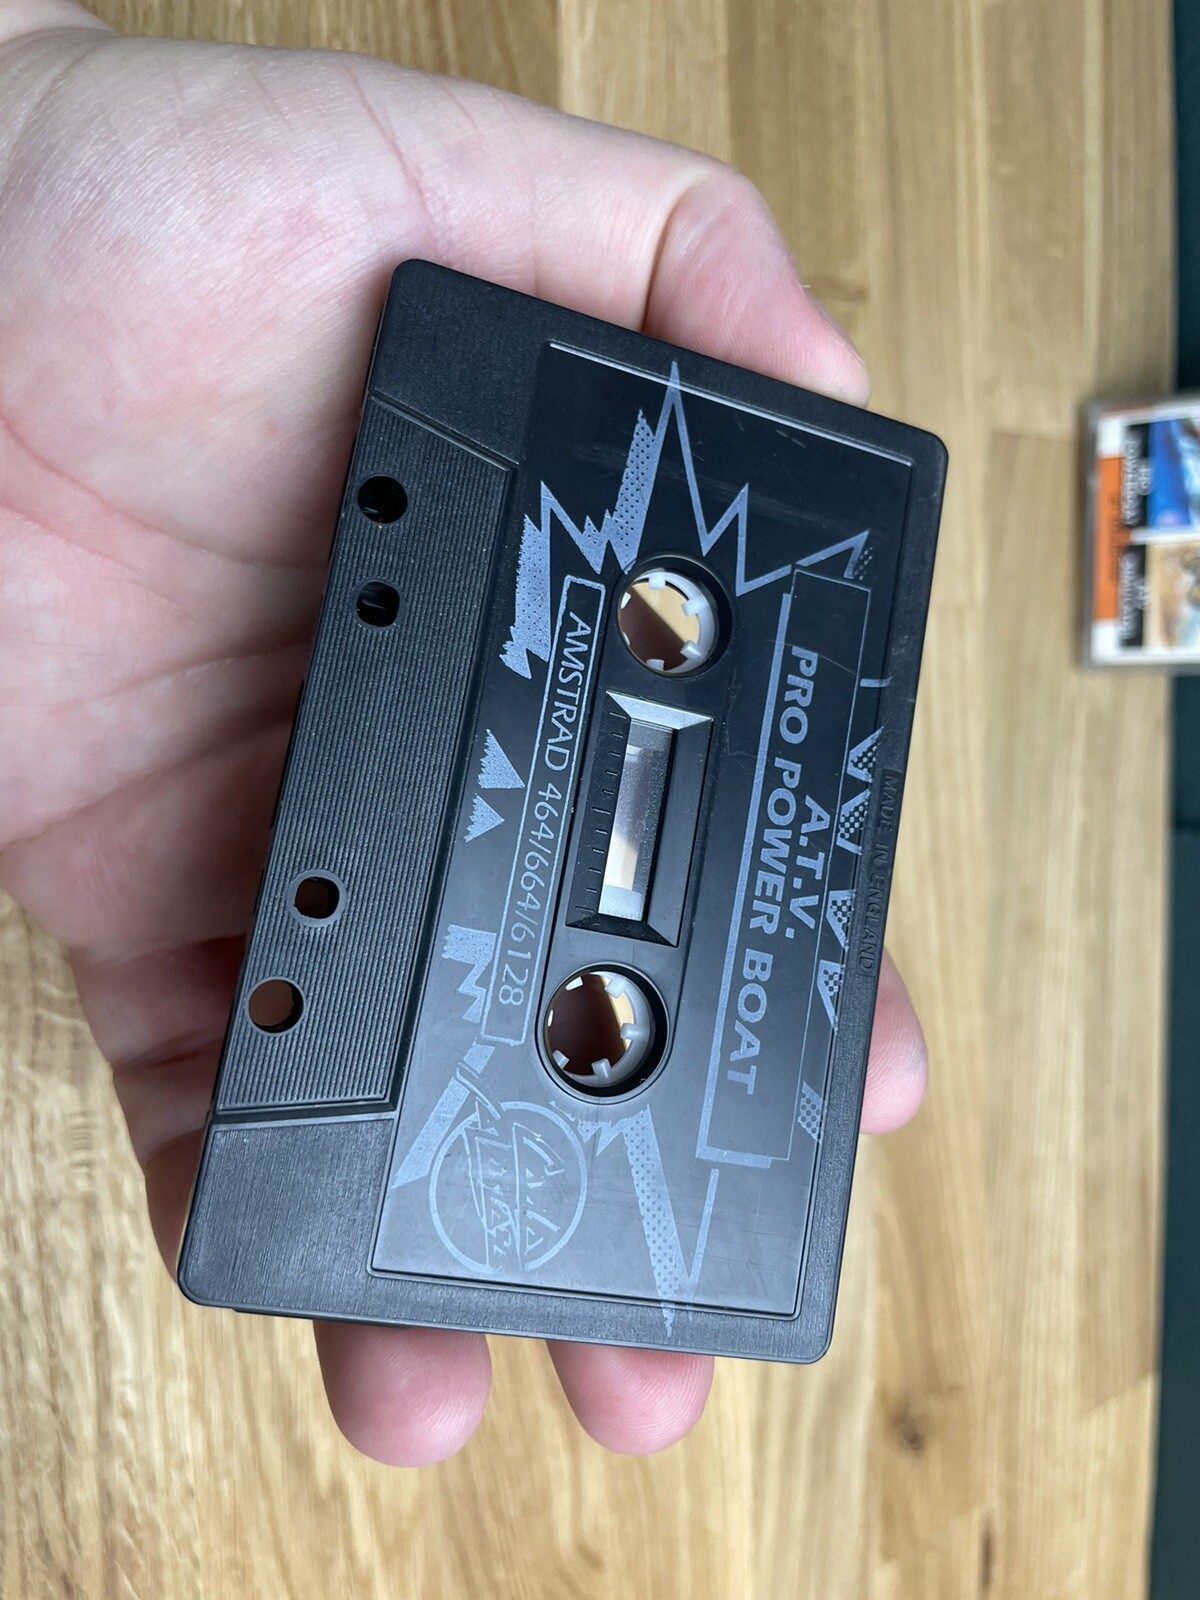 MADE IN ENGLAND
A.T.V.
PRO POWER BOAT
AMSTRAD 464/664/6128